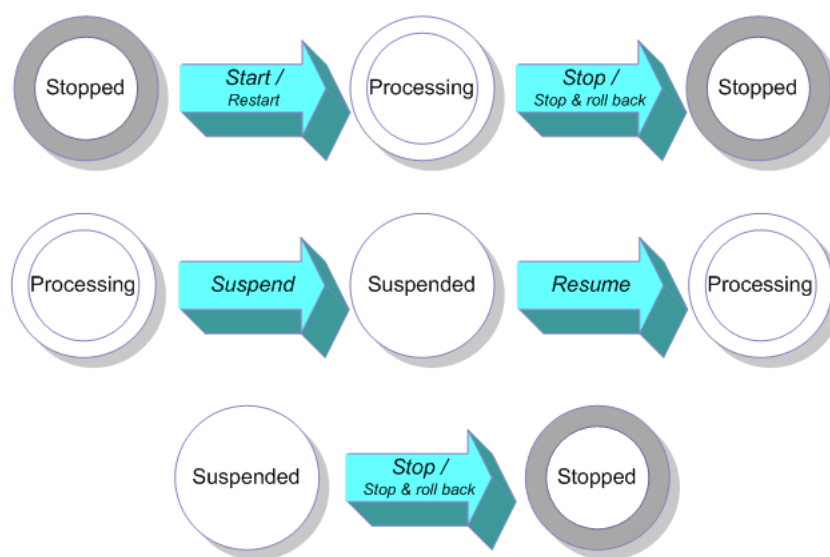 Stopped
Start /
Restart
Processing
Stop /
Stop & roll back
Stopped
Processing
Suspend
Suspended
Resume
Processing
Suspended
Stop /
Stop & roll back
Stopped